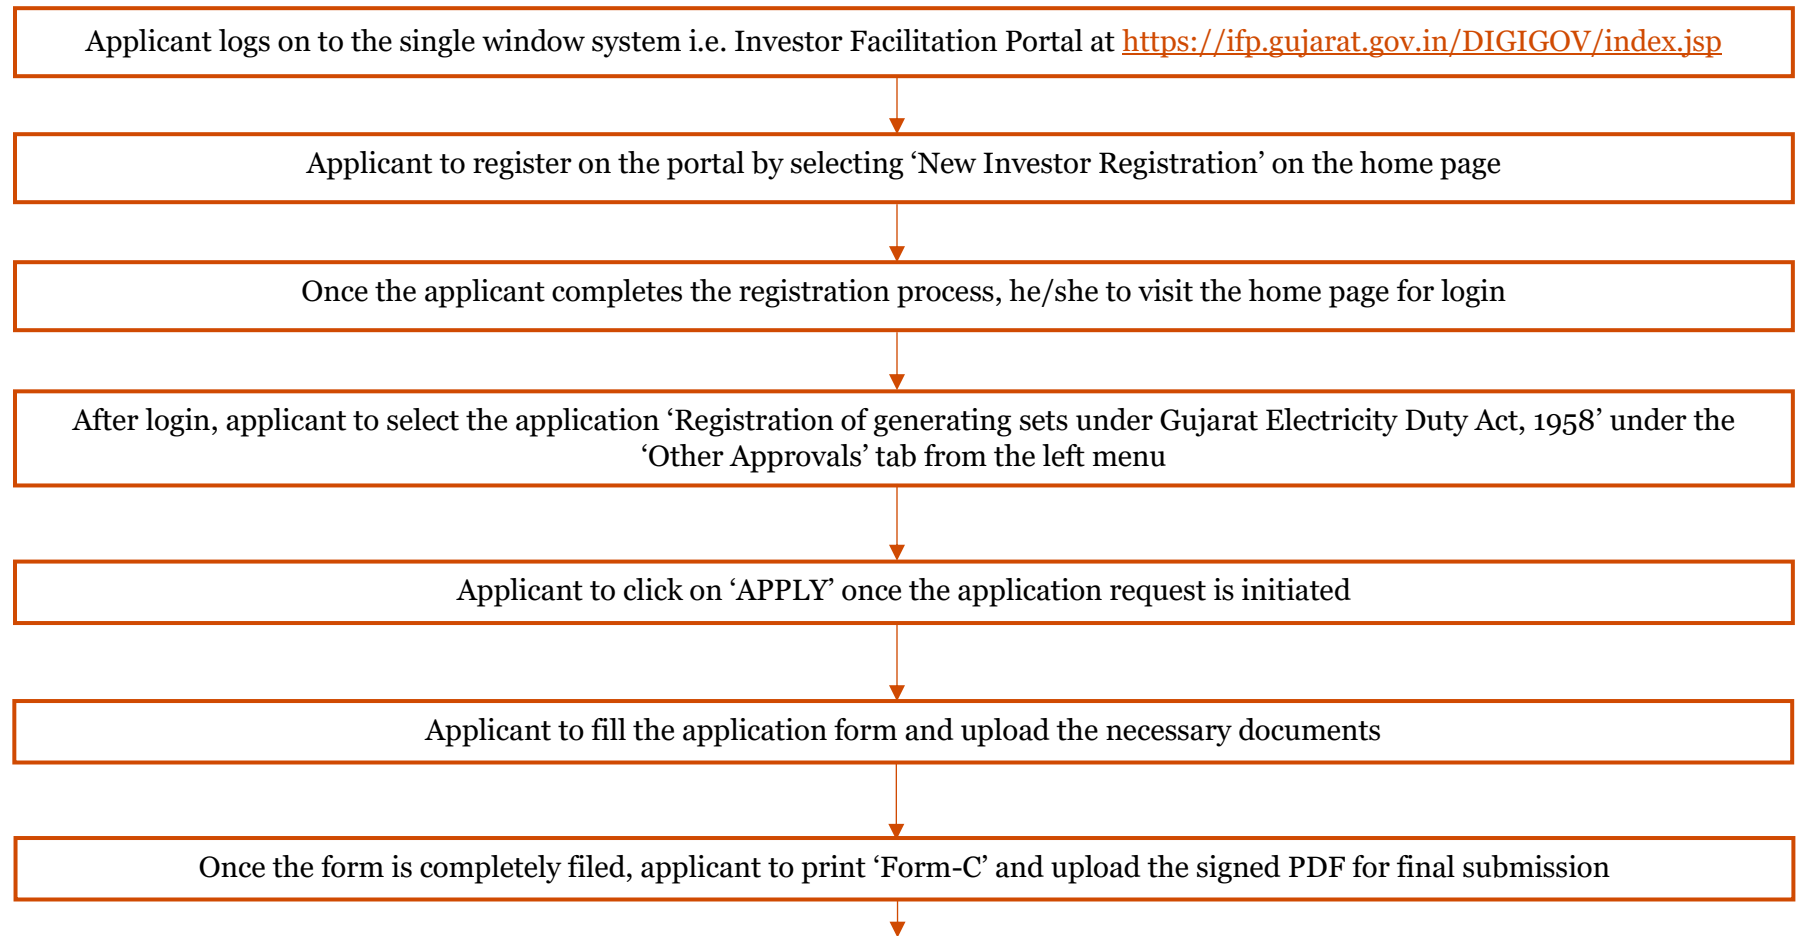 Applicant logs on to the single window system i.e. Investor Facilitation Portal at https://ifp.gujarat.gov.in/DIGIGOV/index.jsp
Applicant to register on the portal by selecting ‘New Investor Registration’ on the home page
Once the applicant completes the registration process, he/she to visit the home page for login
After login, applicant to select the application ‘Registration of generating sets under Gujarat Electricity Duty Act, 1958’ under the
‘Other Approvals’ tab from the left menu
Applicant to click on ‘APPLY’ once the application request is initiated
Applicant to fill the application form and upload the necessary documents
Once the form is completely filed, applicant to print ‘Form-C’ and upload the signed PDF for final submission